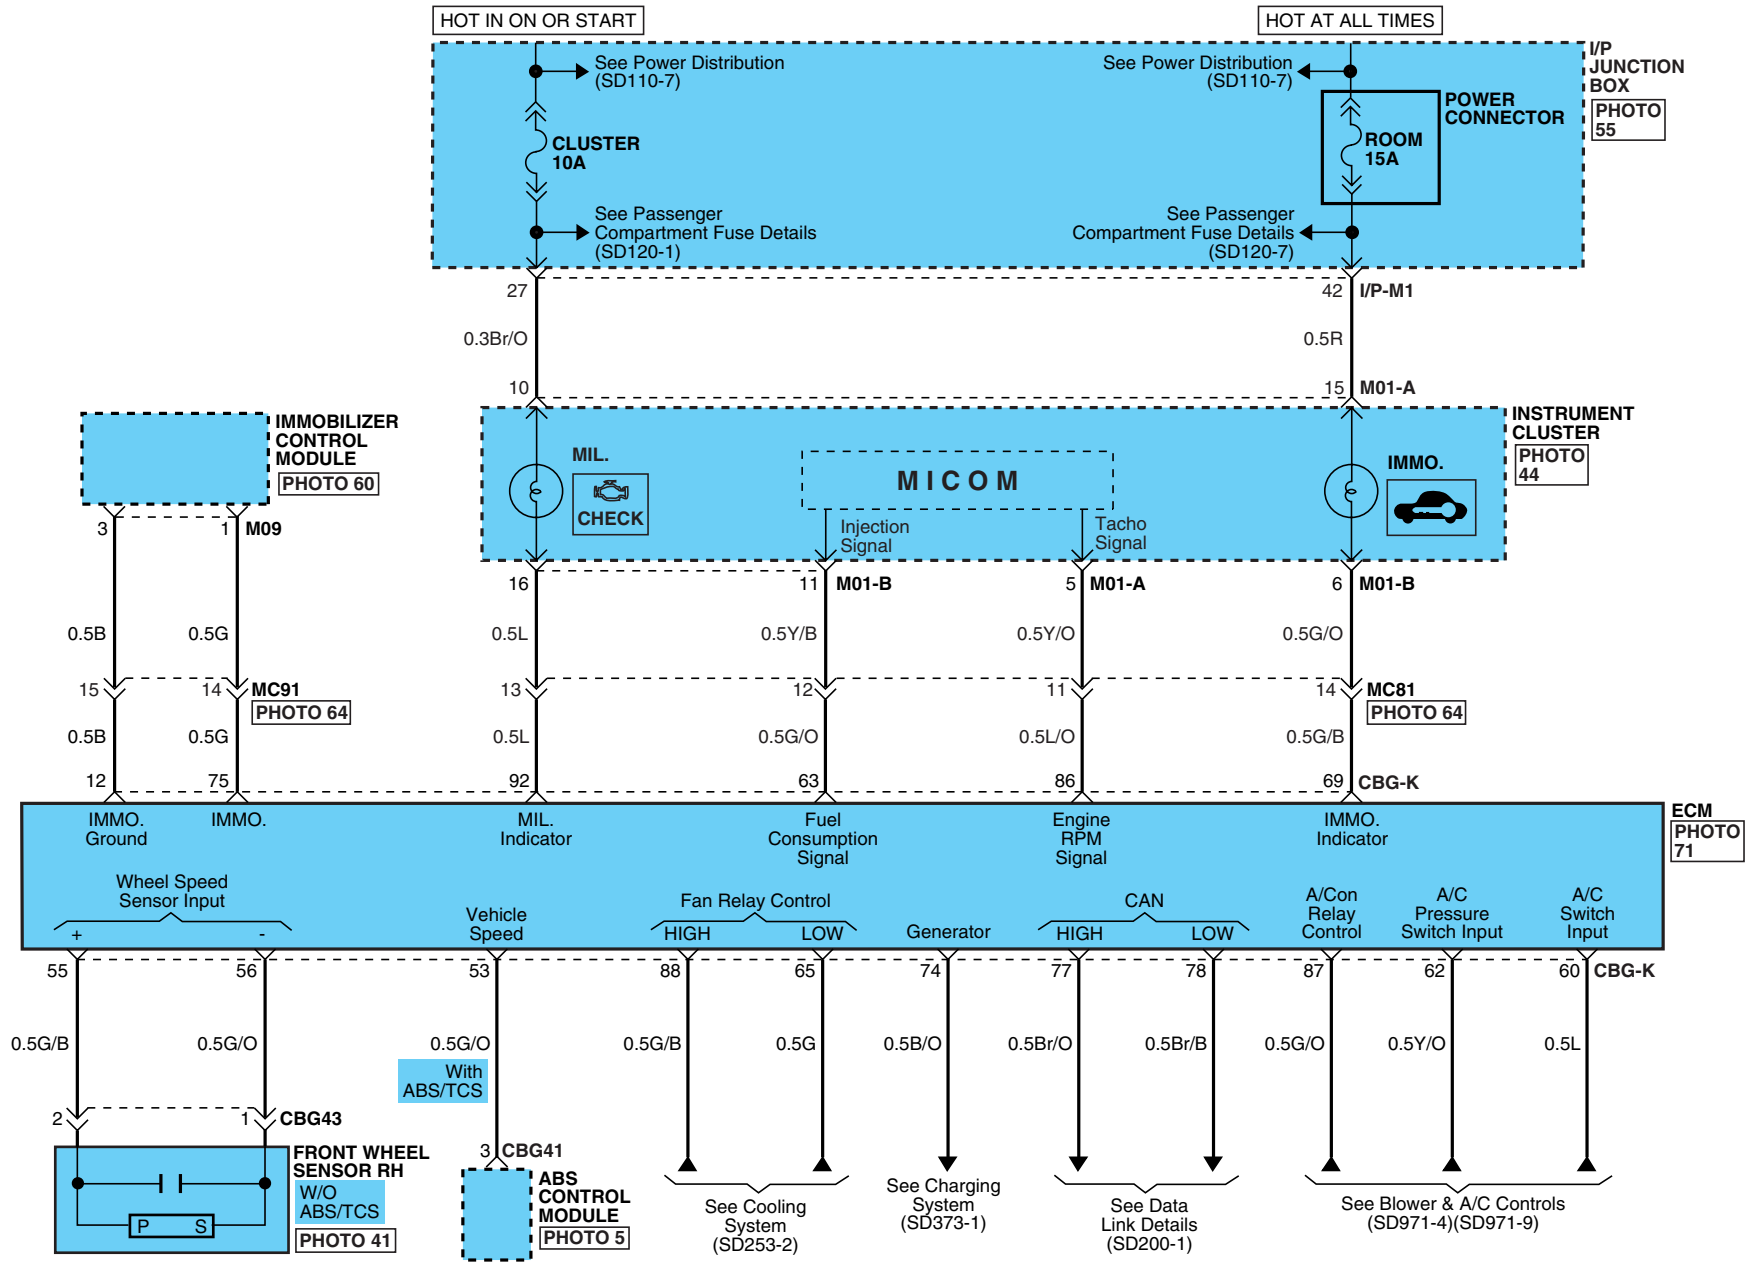 HOT IN ON OR START
HOT AT ALL TIMES
See Power Distribution
(SD110-7)
See Power Distribution
(SD110-7)
I/P
JUNCTION
BOX
PHOTO
55
POWER
CONNECTOR
CLUSTER
10A
ROOM
15A
See Passenger
Compartment Fuse Details
(SD120-1)
See Passenger
Compartment Fuse Details
(SD120-7)
27
42
I/P-M1
0.3Br/O
0.5R
10
15
M01-A
IMMOBILIZER
CONTROL
MODULE
PHOTO 60
INSTRUMENT
CLUSTER
PHOTO
44
MIL.
CHECK
MICOM
IMMO.
Injection
Signal
Tacho
Signal
3
1
M09
16
11
M01-B
5
M01-A
6
M01-B
0.5B
0.5G
0.5L
0.5Y/B
0.5Y/O
0.5G/O
15
14
MC91
PHOTO 64
13
12
11
14
MC81
PHOTO 64
0.5B
0.5G
0.5L
0.5G/O
0.5L/O
0.5G/B
12
75
92
63
86
69
CBG-K
ECM
PHOTO
71
IMMO.
Ground
IMMO.
MIL.
Indicator
Fuel
Consumption
Signal
Engine
RPM
Signal
IMMO.
Indicator
Wheel Speed
Sensor Input
+
-
Vehicle
Speed
Fan Relay Control
HIGH
LOW
Generator
CAN
HIGH
LOW
A/Con
Relay
Control
A/C
Pressure
Switch Input
A/C
Switch
Input
55
56
53
88
65
74
77
78
87
62
60
CBG-K
0.5G/B
0.5G/O
0.5G/O
0.5G/B
0.5G
0.5B/O
0.5Br/O
0.5Br/B
0.5G/O
0.5Y/O
0.5L
With
ABS/TCS
2
1
CBG43
3
CBG41
FRONT WHEEL
SENSOR RH
W/O
ABS/TCS
PHOTO 41
P
S
ABS
CONTROL
MODULE
PHOTO 5
See Cooling
System
(SD253-2)
See Charging
System
(SD373-1)
See Data
Link Details
(SD200-1)
See Blower & A/C Controls
(SD971-4)(SD971-9)